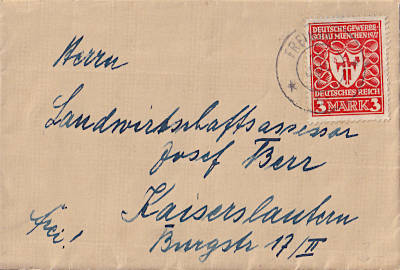 DEUTSCHE GEWERBE-
SCHAU MÜNCHEN 1922
DEUTSCHES REICH
3 MARK 3
FREI
Herrn
Landwirtschaftsassessor
Josef Berr
Kaiserslautern
frei!
Burgstr 17/II